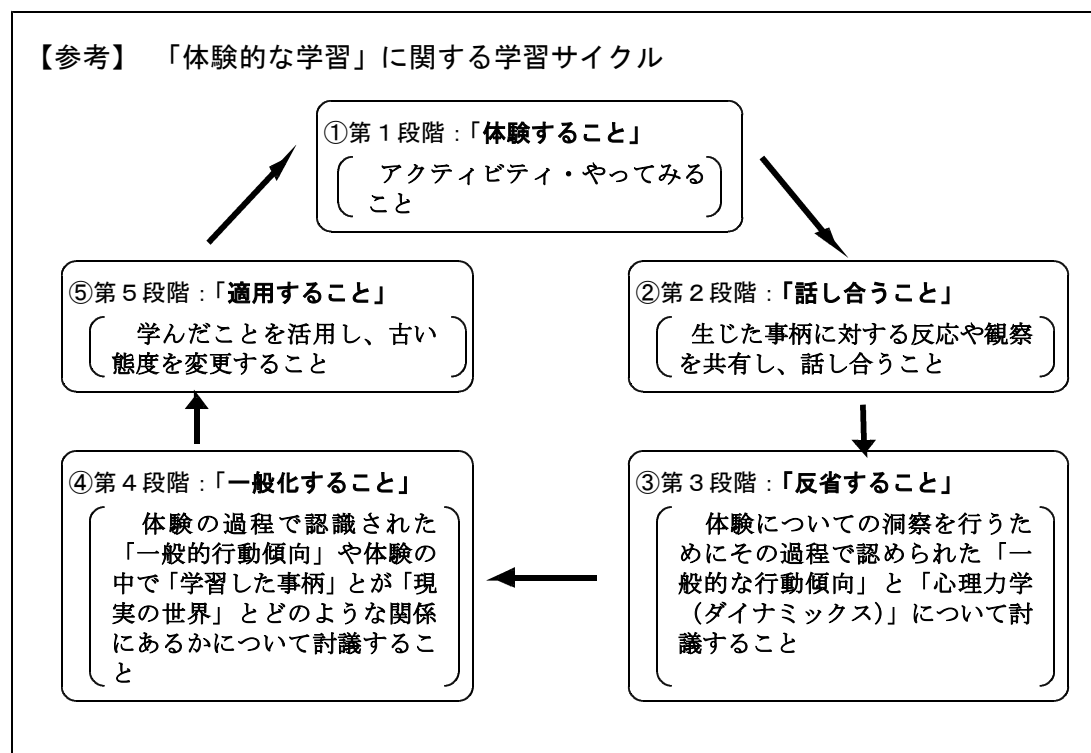 【参考】 「体験的な学習」に関する学習サイクル
①第1段階：「体験すること」
アクティビティ・やってみる
こと
②第2段階：「話し合うこと」
生じた事柄に対する反応や観察
を共有し、話し合うこと
③第3段階：「反省すること」
体験についての洞察を行うた
めにその過程で認められた「一
般的な行動傾向」と「心理力学
（ダイナミックス）」について討
議すること
④第4段階：「一般化すること」
体験の過程で認識された
「一般的行動傾向」や体験の
中で「学習した事柄」とが「現
実の世界」とどのような関係
にあるかについて討議するこ
と
⑤第5段階：「適用すること」
学んだことを活用し、古い
態度を変更すること